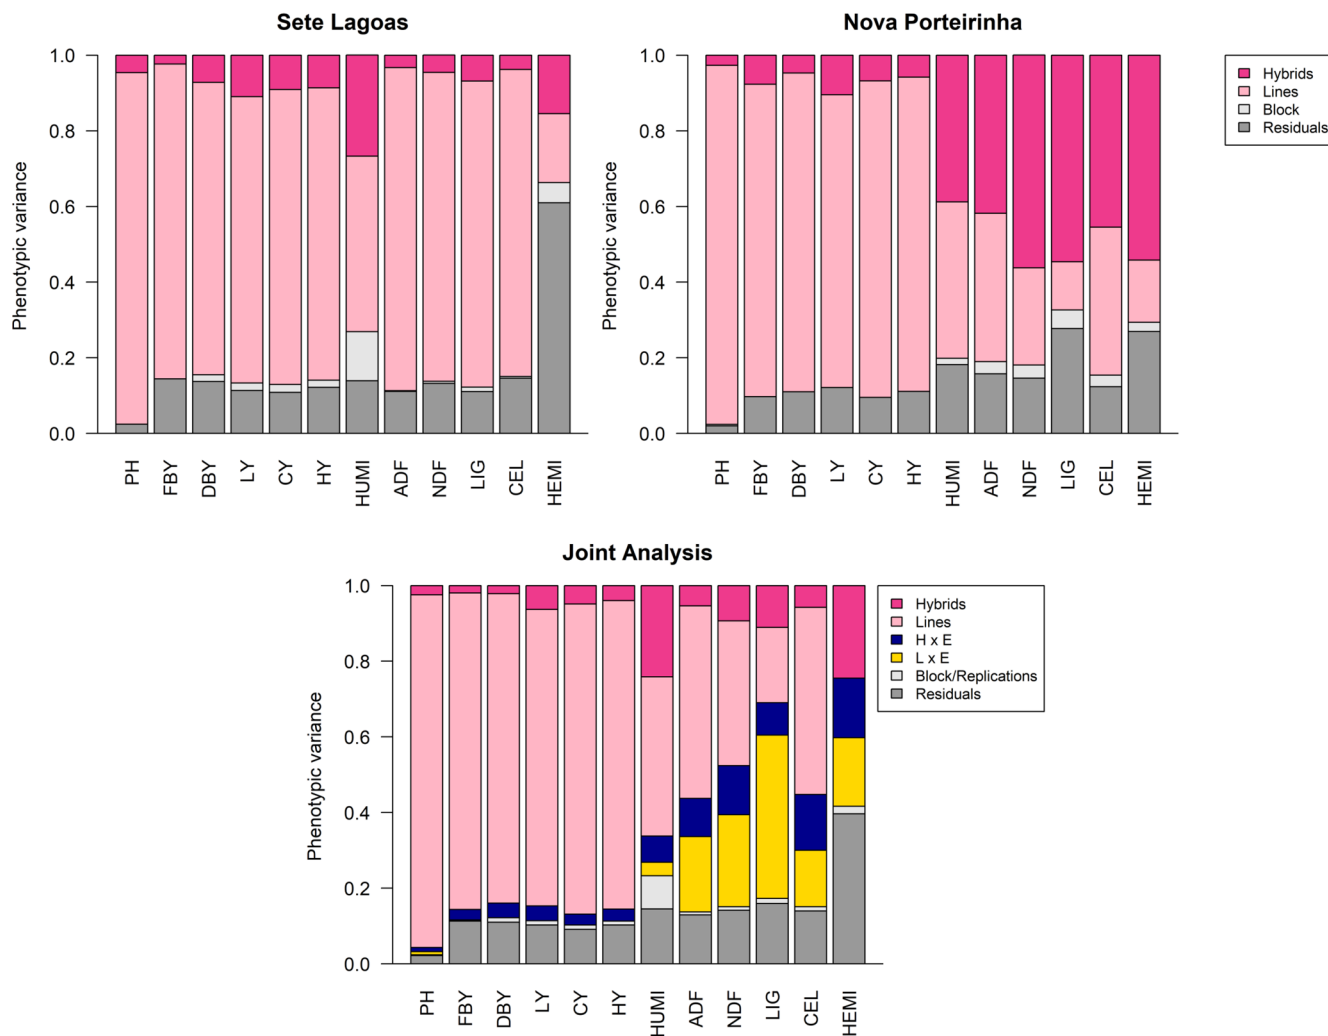 Sete Lagoas
Phenotypic variance
1.0
0.8
0.6
0.4
0.2
0.0
PH FBY DBY LY CY HY HUMI ADF NDF LIG CEL HEMI
Nova Porteirinha
Phenotypic variance
1.0
0.8
0.6
0.4
0.2
0.0
PH FBY DBY LY CY HY HUMI ADF NDF LIG CEL HEMI
Hybrids
Lines
Block
Residuals
Joint Analysis
Phenotypic variance
1.0
0.8
0.6
0.4
0.2
0.0
PH FBY DBY LY CY HY HUMI ADF NDF LIG CEL HEMI
Hybrids
Lines
H x E
L x E
Block/Replications
Residuals